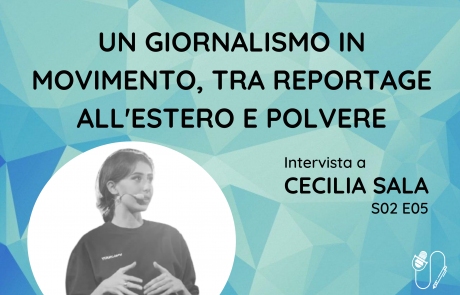 UN GIORNALISMO IN
MOVIMENTO, TRA REPORTAGE
ALL'ESTERO E POLVERE
Intervista a
CECILIA SALA
S02 E05